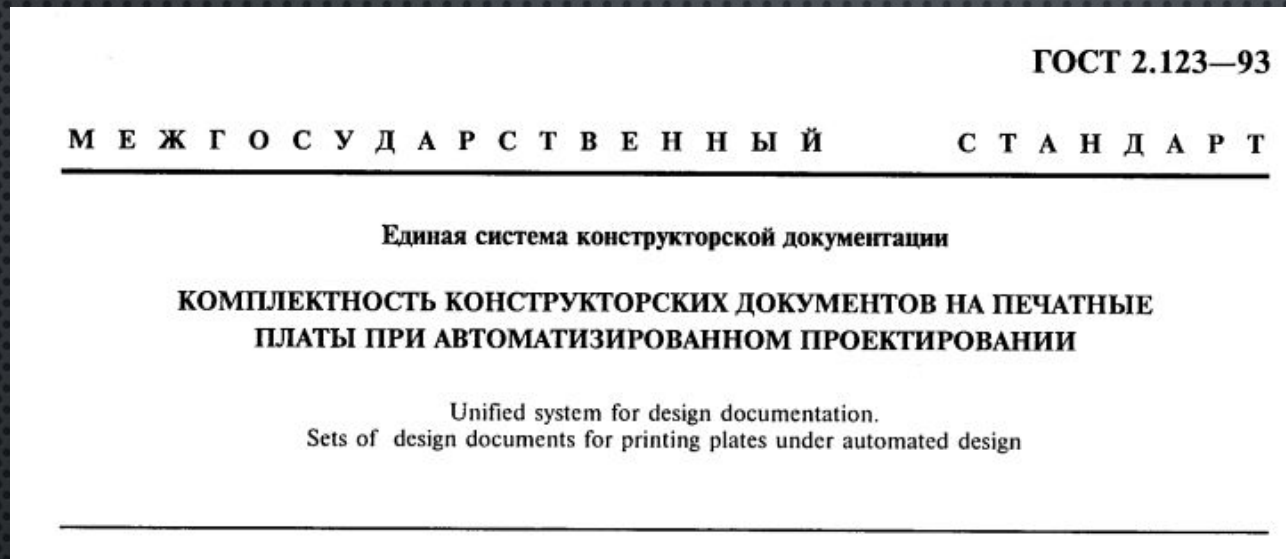 ГОСТ 2.123—93
МЕЖГОСУДАРСТВЕННЫЙ СТАНДАРТ
Единая система конструкторской документации
КОМПЛЕКТНОСТЬ КОНСТРУКТОРСКИХ ДОКУМЕНТОВ НА ПЕЧАТНЫЕ
ПЛАТЫ ПРИ АВТОМАТИЗИРОВАННОМ ПРОЕКТИРОВАНИИ
Unified system for design documentation.
Sets of design documents for printing plates under automated design